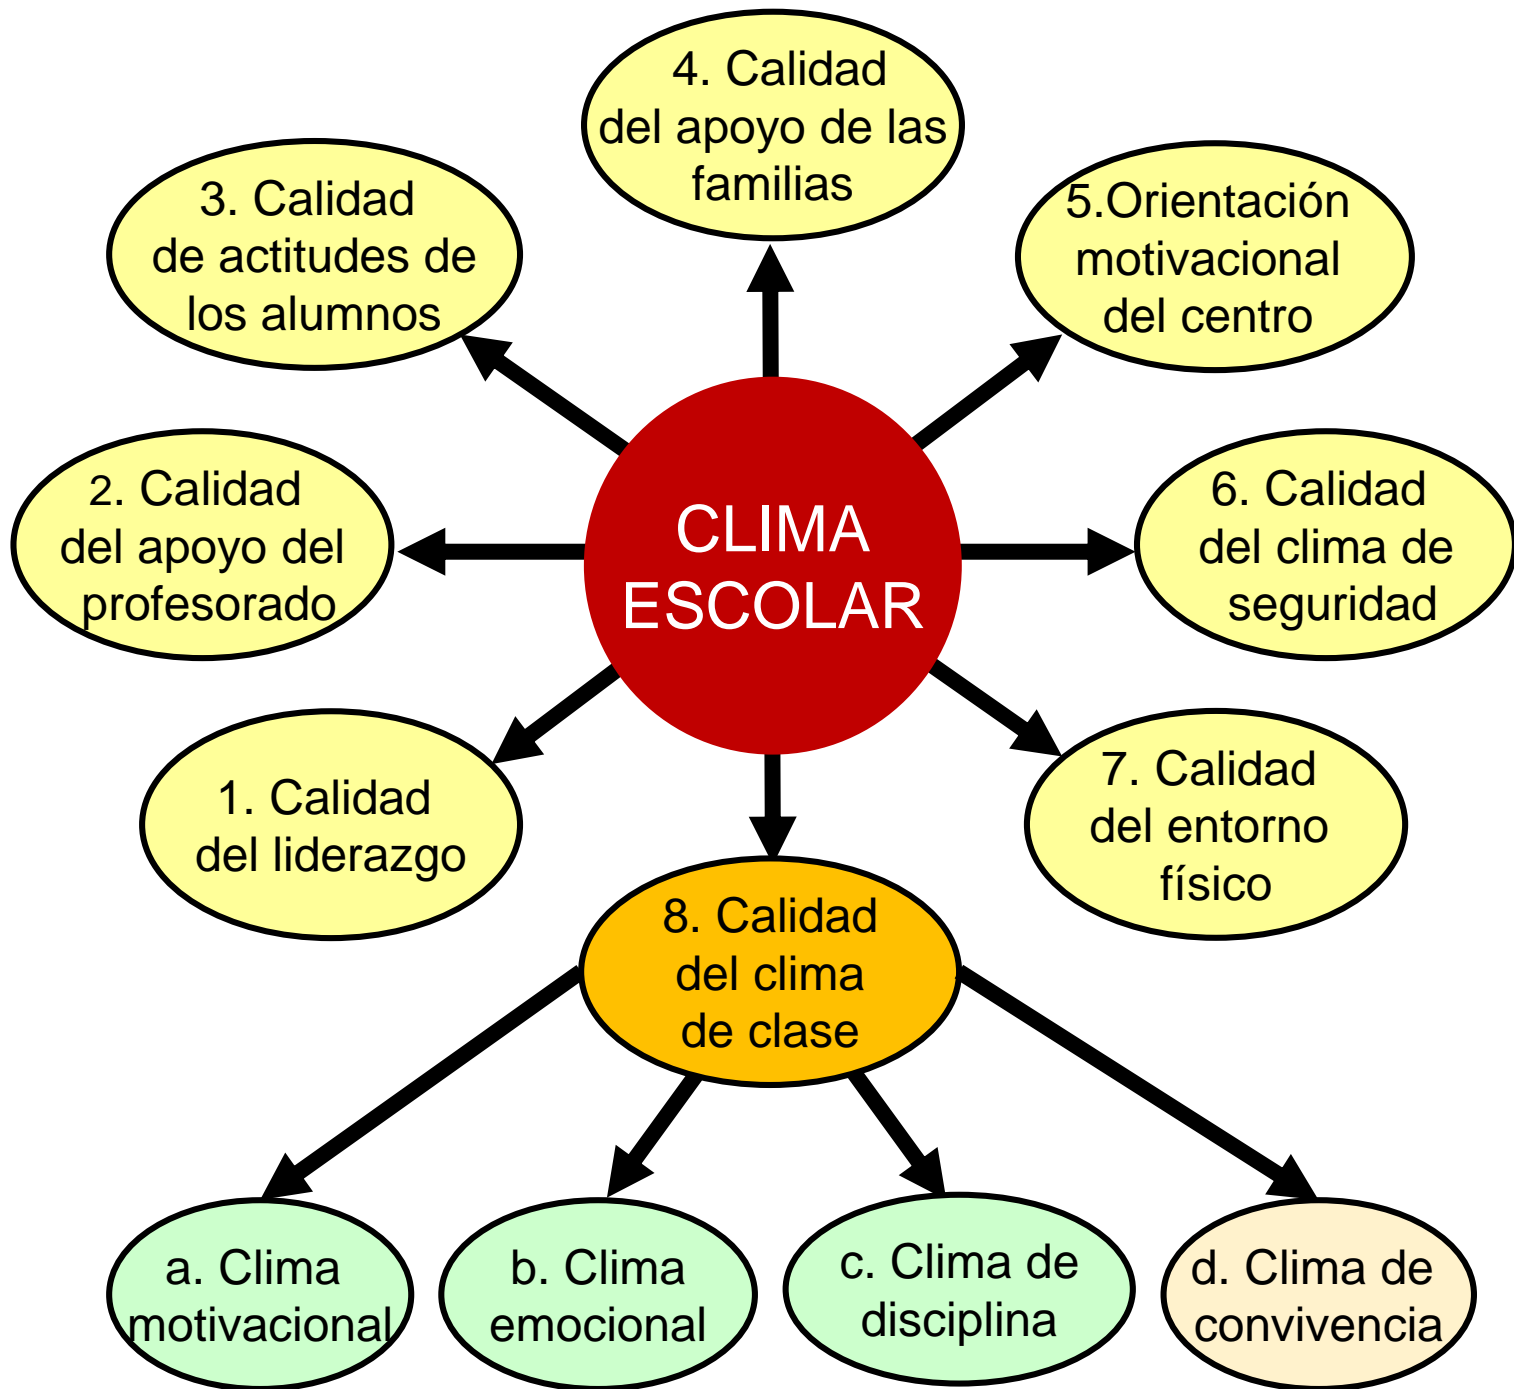 4. Calidad
del apoyo de las
familias
3. Calidad
de actitudes de
los alumnos
5.Orientación
motivacional
del centro
2. Calidad
del apoyo del
profesorado
CLIMA
ESCOLAR
6. Calidad
del clima de
seguridad
1. Calidad
del liderazgo
7. Calidad
del entorno
físico
8. Calidad
del clima
de clase
a. Clima
motivacional
b. Clima
emocional
c. Clima de
disciplina
d. Clima de
convivencia